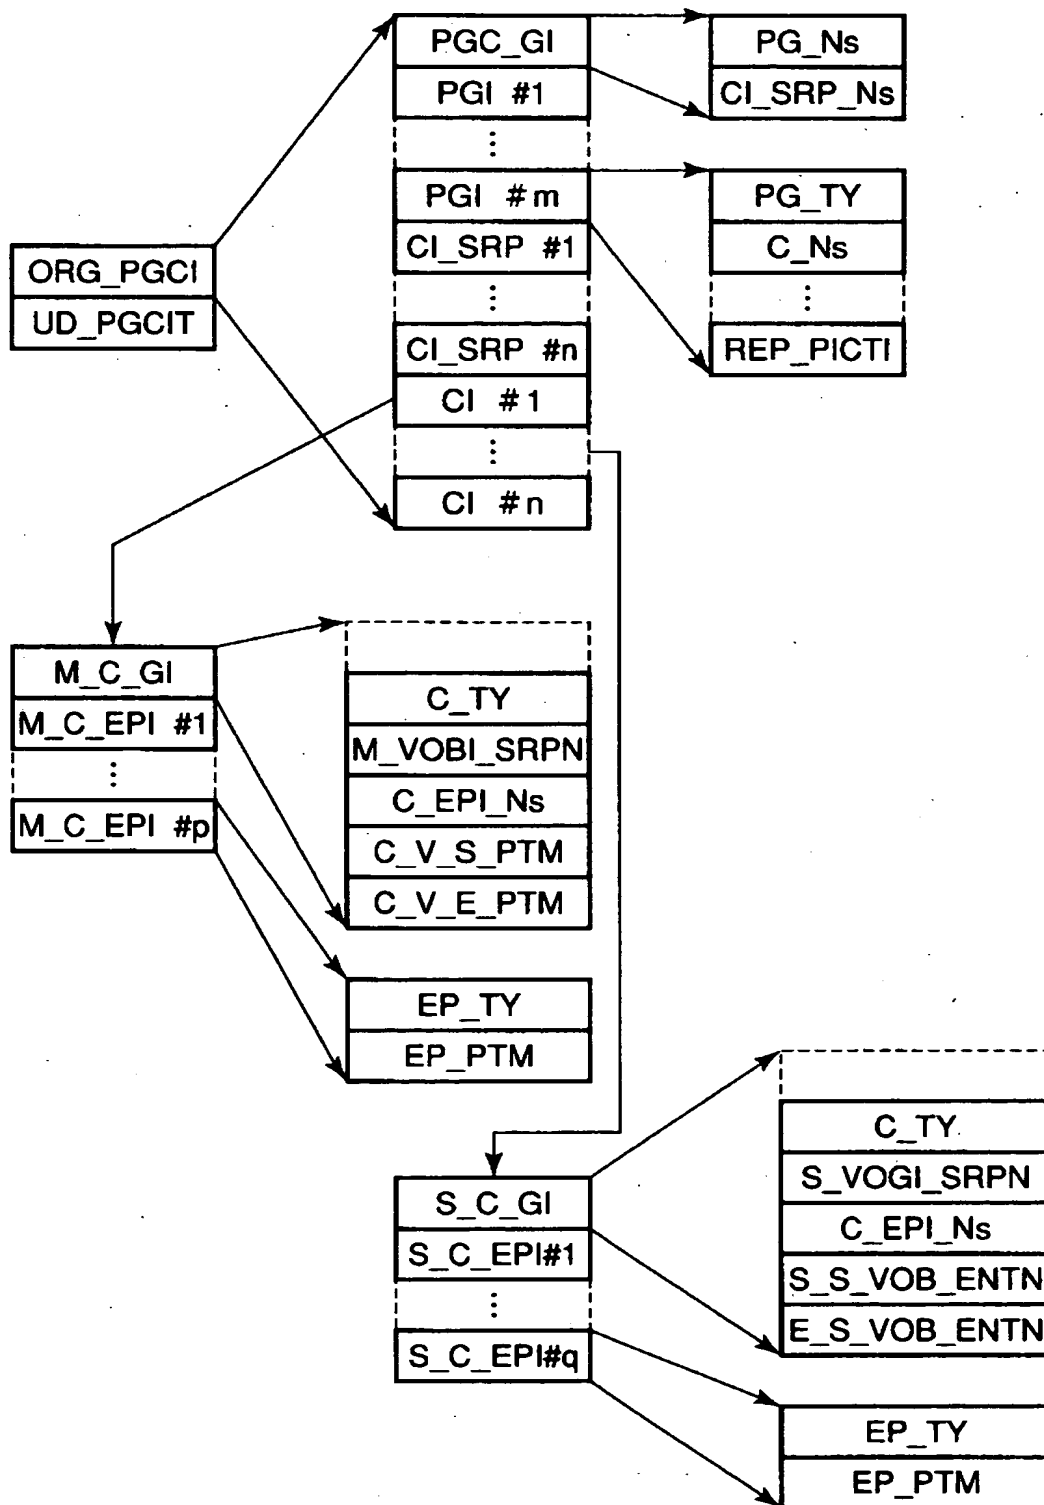 PGC_GI
PGI #1
⋮
PGI #m
CI_SRP #1
⋮
CI_SRP #n
CI #1
⋮
CI #n
PG_Ns
CI_SRP_Ns
PG_TY
C_Ns
⋮
REP_PICTI
ORG_PGCI
UD_PGCIT
M_C_GI
M_C_EPI #1
⋮
M_C_EPI #p
C_TY
M_VOBI_SRPN
C_EPI_Ns
C_V_S_PTM
C_V_E_PTM
EP_TY
EP_PTM
S_C_GI
S_C_EPI#1
⋮
S_C_EPI#q
C_TY
S_VOGI_SRPN
C_EPI_Ns
S_S_VOB_ENTN
E_S_VOB_ENTN
EP_TY
EP_PTM